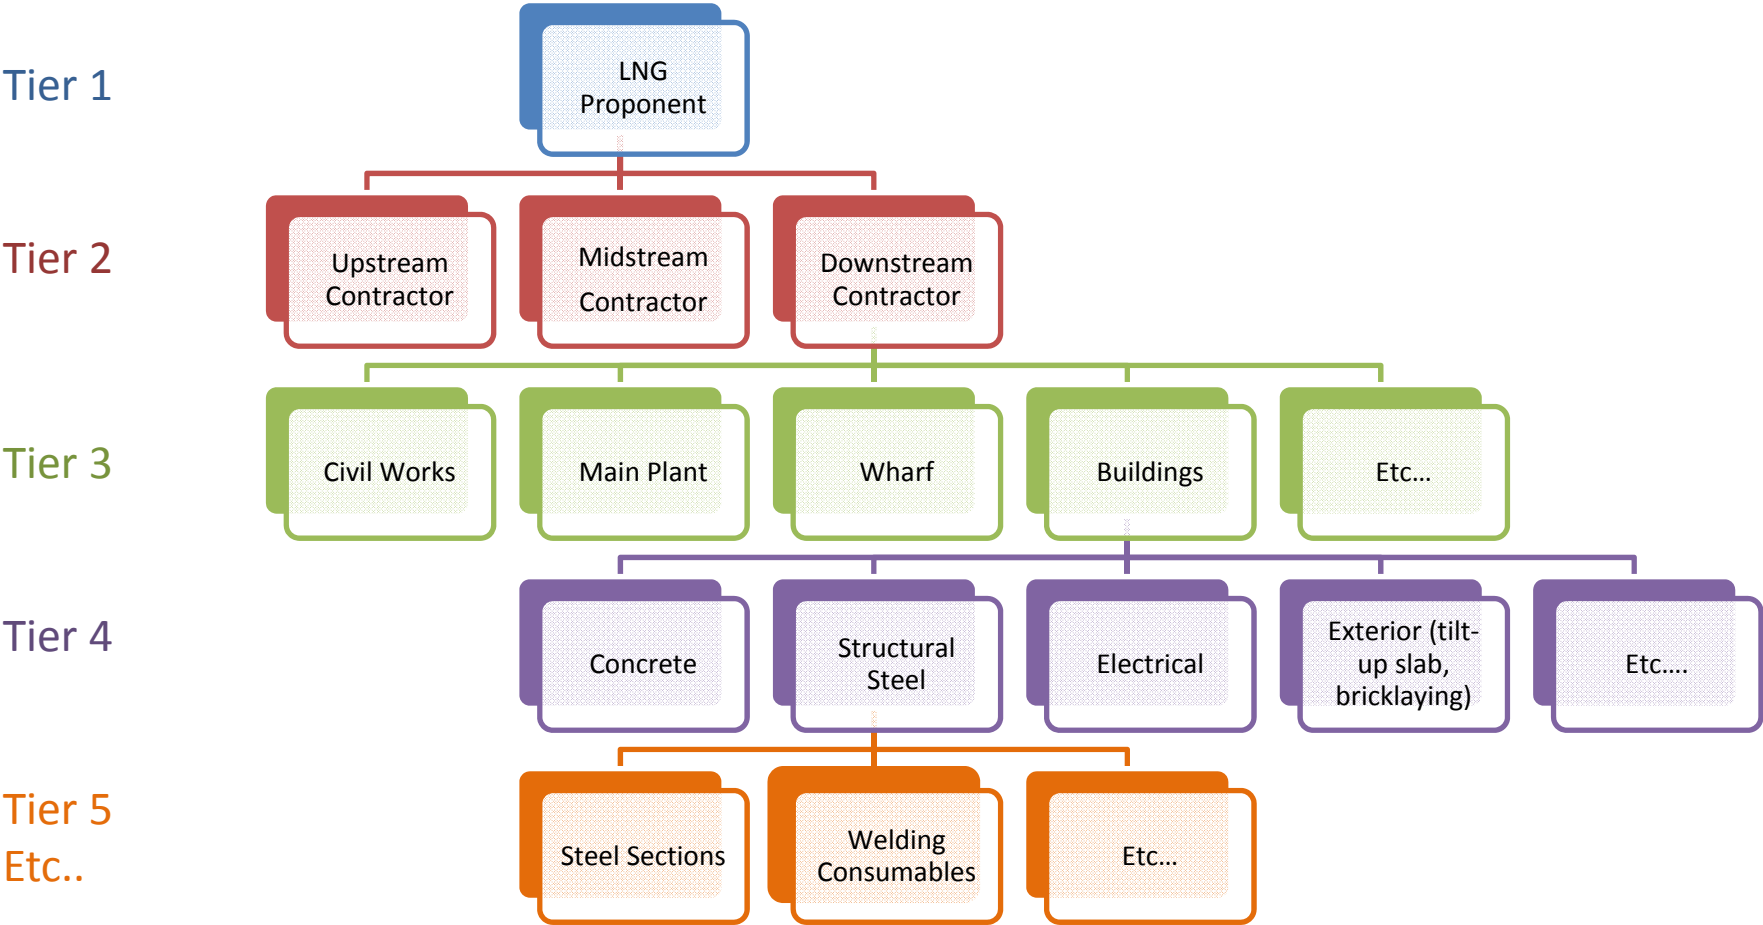 Tier 1
LNG
Proponent
Tier 2
Upstream
Contractor
Midstream
Contractor
Downstream
Contractor
Tier 3
Civil Works
Main Plant
Wharf
Buildings
Etc...
Tier 4
Concrete
Structural
Steel
Electrical
Exterior (tilt-
up slab,
bricklaying)
Etc....
Tier 5
Etc..
Steel Sections
Welding
Consumables
Etc...